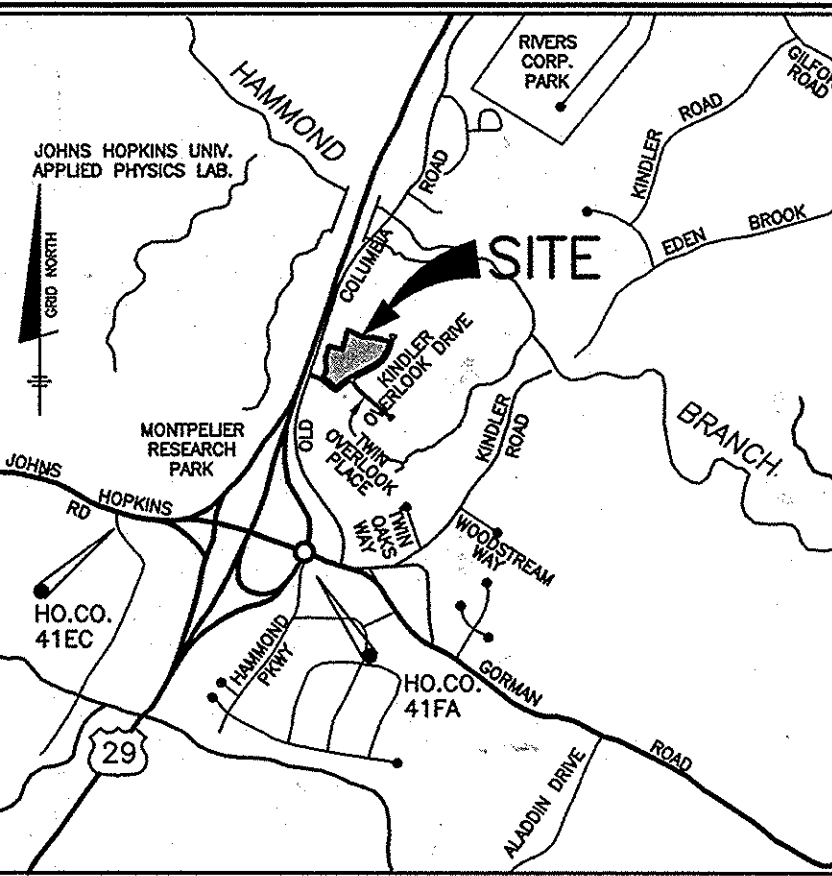 RIVERS
CORP.
PARK
GILFOR
ROAD
HAMMOND
KINDLER ROAD
JOHNS HOPKINS UNIV.
APPLIED PHYSICS LAB.
ROAD
GRID NORTH
EDEN BROOK
COLUMBIA
SITE
KINDLER
OVERLOOK DRIVE
MONTPELIER
RESEARCH
PARK
OLD
TWIN
OVERLOOK
PLACE
KINDLER
ROAD
BRANCH
JOHNS HOPKINS
RD
TWIN
OAKS
WAY
WOODSTREAM
WAY
HO.CO.
41EC
HAMMOND
PKWY
HO.CO.
41FA
GORMAN
ROAD
29
ALADDIN DRIVE